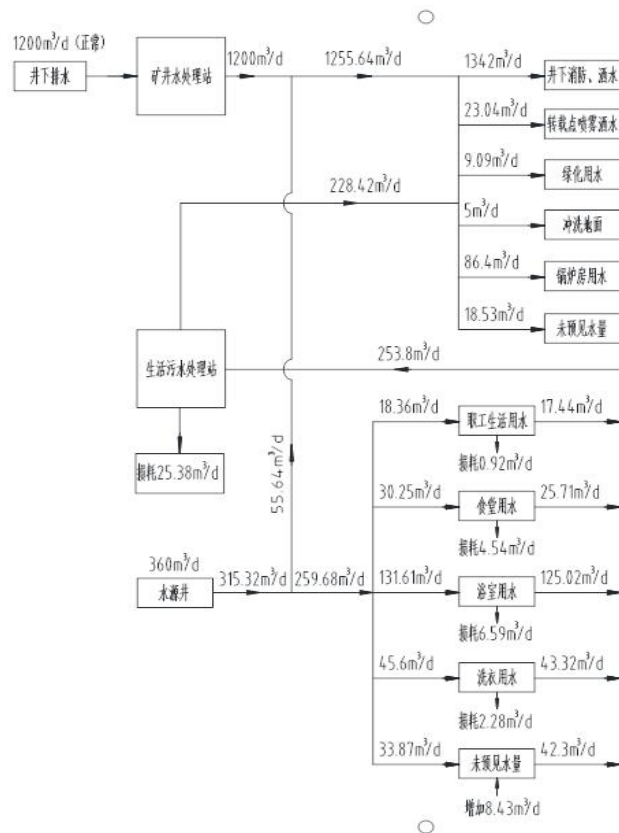 1200m³/d (正常)
井下排水
矿井水处理站
1200m³/d
1255.64m³/d
1342m³/d
井下消防、洒水
23.04m³/d
转载点喷雾洒水
9.09m³/d
绿化用水
228.42m³/d
5m³/d
冲洗地面
86.4m³/d
锅炉房用水
18.53m³/d
未预见水量
253.8m³/d
生活污水处理站
损耗25.38m³/d
55.64m³/d
18.36m³/d
职工生活用水
17.44m³/d
损耗0.92m³/d
30.25m³/d
食堂用水
25.71m³/d
损耗4.54m³/d
360m³/d
水源井
315.32m³/d
259.68m³/d
131.61m³/d
浴室用水
125.02m³/d
损耗6.59m³/d
45.6m³/d
洗衣用水
43.32m³/d
损耗2.28m³/d
33.87m³/d
未预见水量
42.3m³/d
增加8.43m³/d